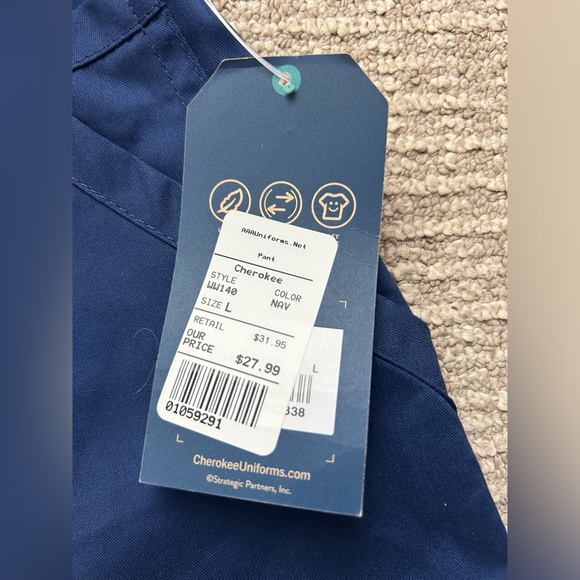 AAAUniforms.Net
Pant
Cherokee
STYLE COLOR
WW140 NAV
SIZE L
RETAIL $31.95
OUR
PRICE $27.99
01059291
L
338
CherokeeUniforms.com
©Strategic Partners, Inc.